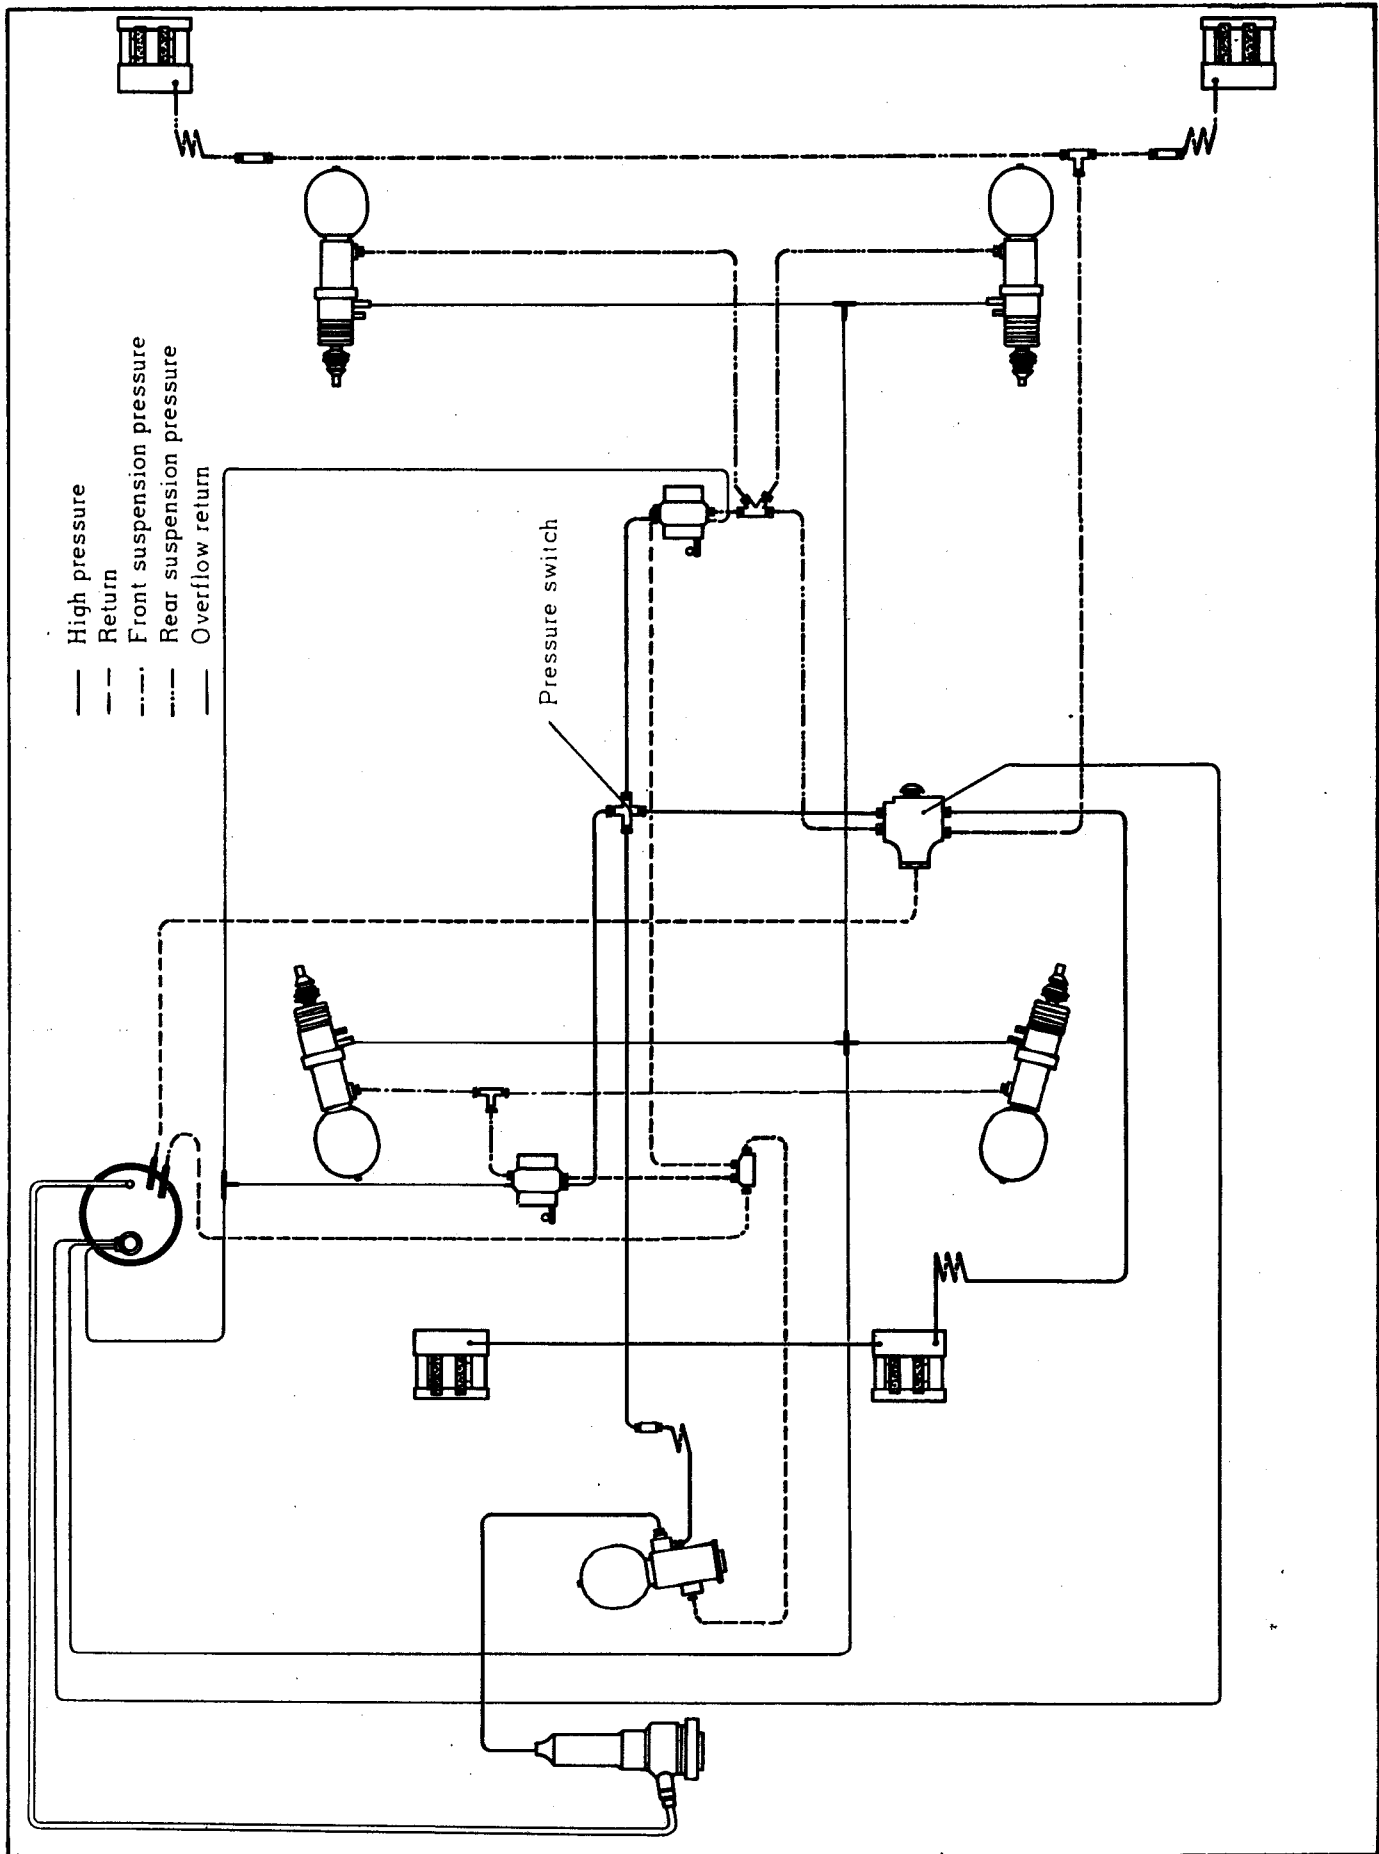 High pressure
Return
Front suspension pressure
Rear suspension pressure
Overflow return
Pressure switch